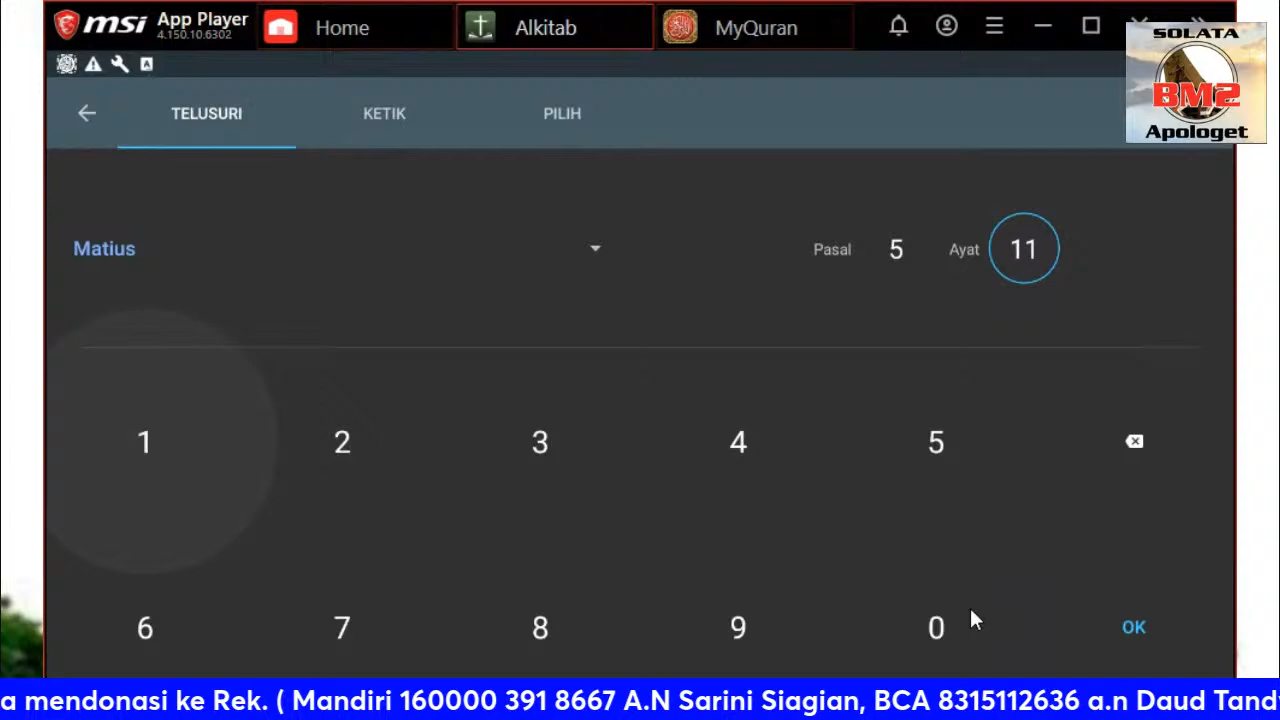 msi App Player
4.150.10.6302
Home
Alkitab
MyQuran
SOLATA
BM2
Apologet
TELUSURI
KETIK
PILIH
Matius
Pasal 5 Ayat 11
1 2 3 4 5
6 7 8 9 0 OK
a mendonasi ke Rek. ( Mandiri 160000 391 8667 A.N Sarini Siagian, BCA 8315112636 a.n Daud Tand